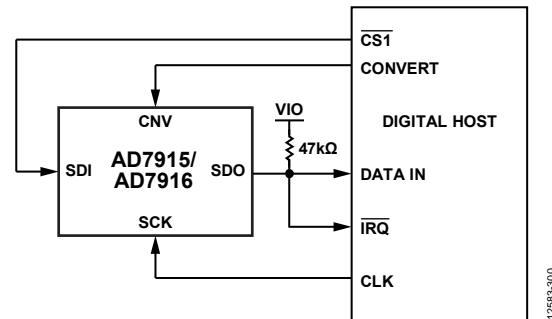 CS1
CONVERT
VIO
CNV
DIGITAL HOST
47kΩ
AD7915/
AD7916
SDI
SDO
DATA IN
SCK
IRQ
CLK
12583-300